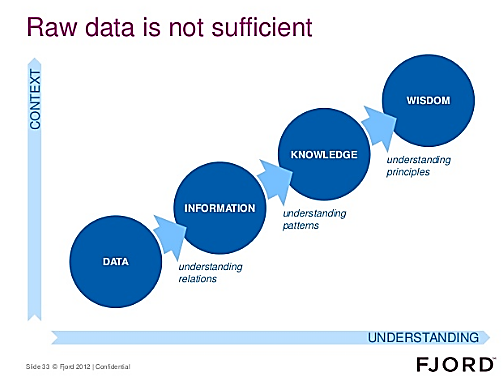 Raw data is not sufficient
CONTEXT
WISDOM
KNOWLEDGE
understanding
principles
INFORMATION
understanding
patterns
DATA
understanding
relations
UNDERSTANDING
Slide 33 © Fjord 2012 | Confidential
FJORD™